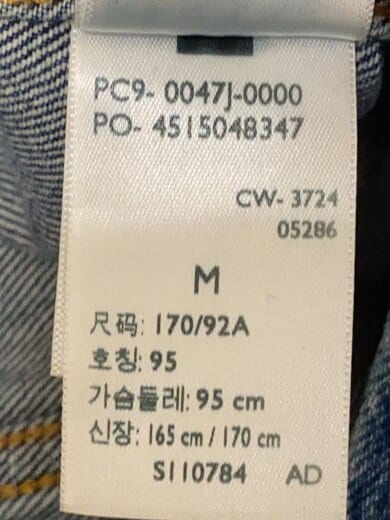 PC9- 0047J-0000
PO- 4515048347
CW- 3724
05286
M
尺码: 170/92A
호칭: 95
가슴둘레: 95 cm
신장: 165 cm / 170 cm
S110784 AD